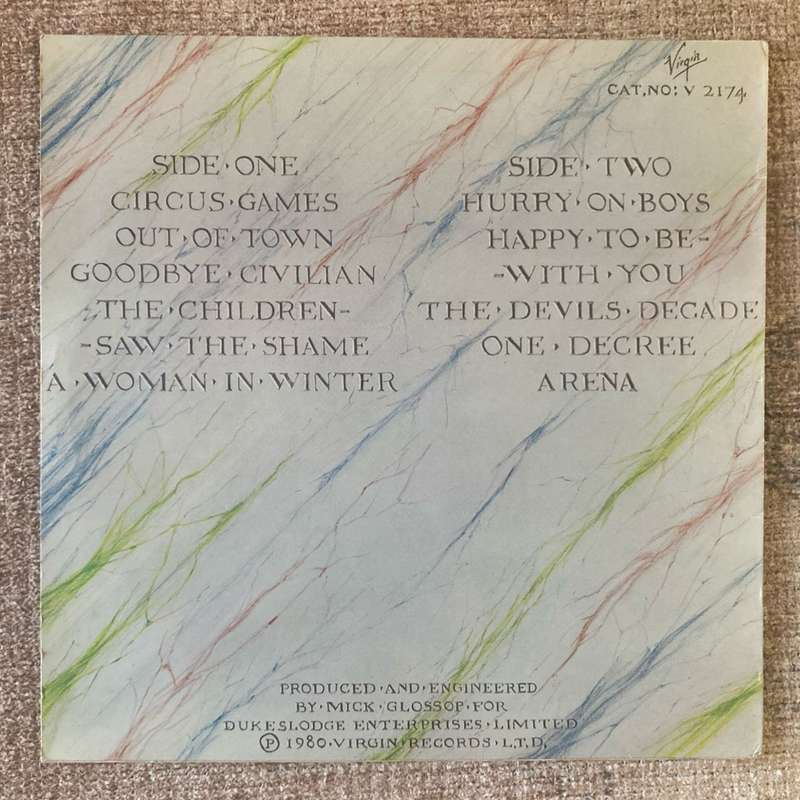 Virgin
CAT,NO: V 2174
SIDE·ONE
CIRCUS·GAMES
OUT·OF·TOWN
GOODBYE·CIVILIAN
-THE·CHILDREN-
-SAW·THE·SHAME
A·WOMAN·IN·WINTER
SIDE·TWO
HURRY·ON·BOYS
HAPPY·TO·BE-
-WITH·YOU
THE·DEVILS·DECADE
ONE·DECREE
ARENA
PRODUCED·AND·ENGINEERED
BY·MICK·GLOSSOP·FOR
DUKESLODGE ENTERPRISES·LIMITED
Ⓟ 1980·VIRGIN·RECORDS·L.T.D.